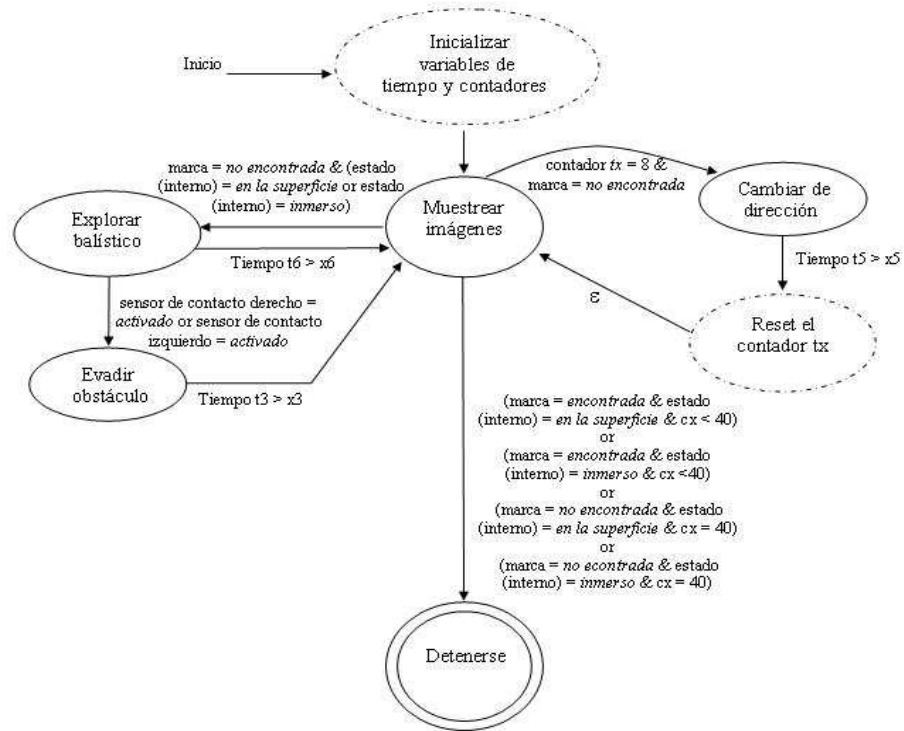 Inicializar
variables de
tiempo y contadores
Inicio
marca = no encontrada & (estado
(interno) = en la superficie or estado
(interno) = inmerso)
contador tx = 8 &
marca = no encontrada
Cambiar de
dirección
Explorar
balístico
Muestrear
imágenes
Tiempo t6 > x6
Tiempo t5 > x5
ε
sensor de contacto derecho =
activado or sensor de contacto
izquierdo = activado
Reset el
contador tx
Evadir
obstáculo
Tiempo t3 > x3
(marca = encontrada & estado
(interno) = en la superficie & cx < 40)
or
(marca = encontrada & estado
(interno) = inmerso & cx <40)
or
(marca = no encontrada & estado
(interno) = en la superficie & cx = 40)
or
(marca = no econtrada & estado
(interno) = inmerso & cx = 40)
Detenerse